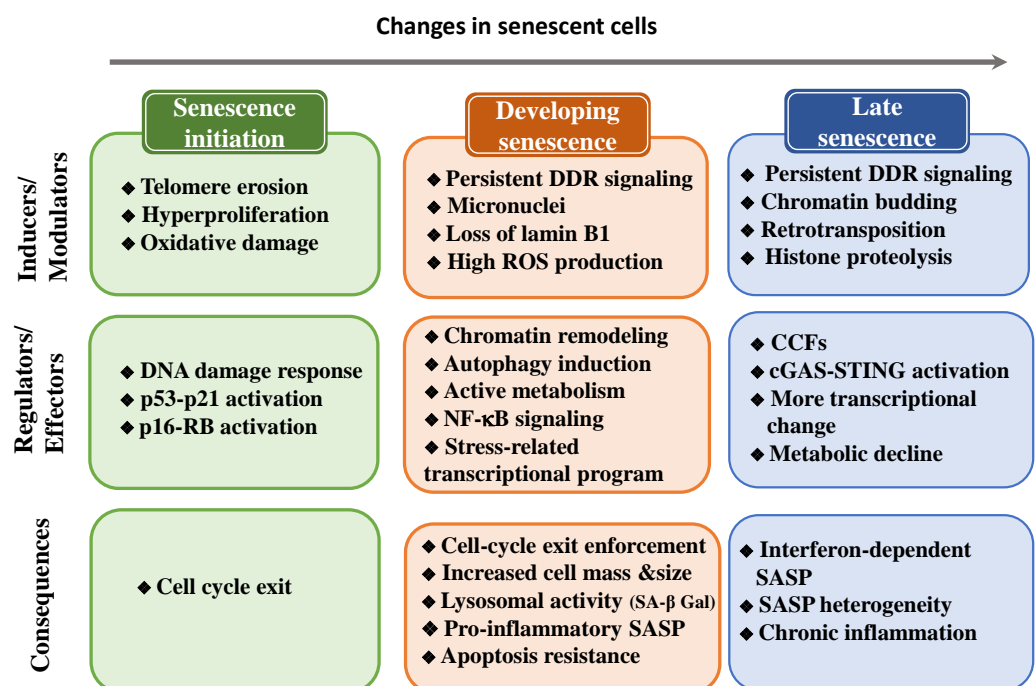 Changes in senescent cells
Senescence
initiation
Developing
senescence
Late
senescence
Inducers/
Modulators
❖ Telomere erosion
❖ Hyperproliferation
❖ Oxidative damage
❖ Persistent DDR signaling
❖ Micronuclei
❖ Loss of lamin B1
❖ High ROS production
❖ Persistent DDR signaling
❖ Chromatin budding
❖ Retrotransposition
❖ Histone proteolysis
Regulators/
Effectors
❖ DNA damage response
❖ p53-p21 activation
❖ p16-RB activation
❖ Chromatin remodeling
❖ Autophagy induction
❖ Active metabolism
❖ NF-κB signaling
❖ Stress-related
transcriptional program
❖ CCFs
❖ cGAS-STING activation
❖ More transcriptional
change
❖ Metabolic decline
Consequences
❖ Cell cycle exit
❖ Cell-cycle exit enforcement
❖ Increased cell mass &size
❖ Lysosomal activity (SA-β Gal)
❖ Pro-inflammatory SASP
❖ Apoptosis resistance
❖ Interferon-dependent
SASP
❖ SASP heterogeneity
❖ Chronic inflammation